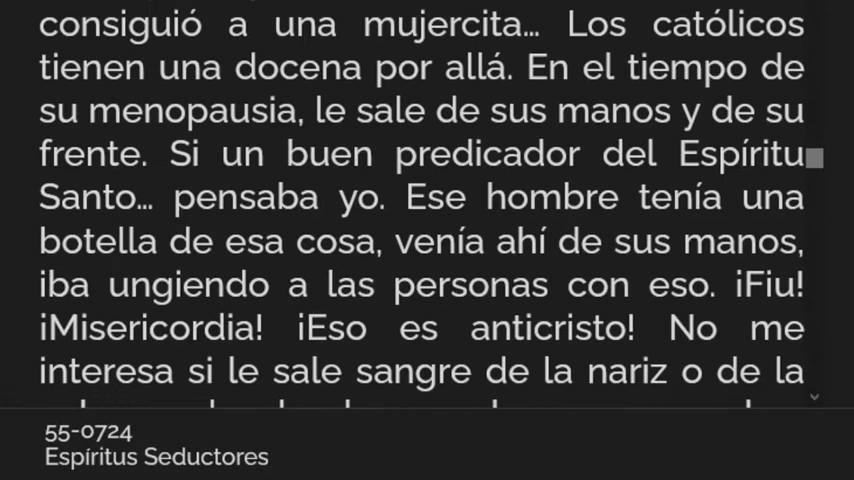 consiguió a una mujercita... Los católicos
tienen una docena por allá. En el tiempo de
su menopausia, le sale de sus manos y de su
frente. Si un buen predicador del Espíritu
Santo... pensaba yo. Ese hombre tenía una
botella de esa cosa, venía ahí de sus manos,
iba ungiendo a las personas con eso. ¡Fiu!
¡Misericordia! ¡Eso es anticristo! No me
interesa si le sale sangre de la nariz o de la
55-0724
Espíritus Seductores